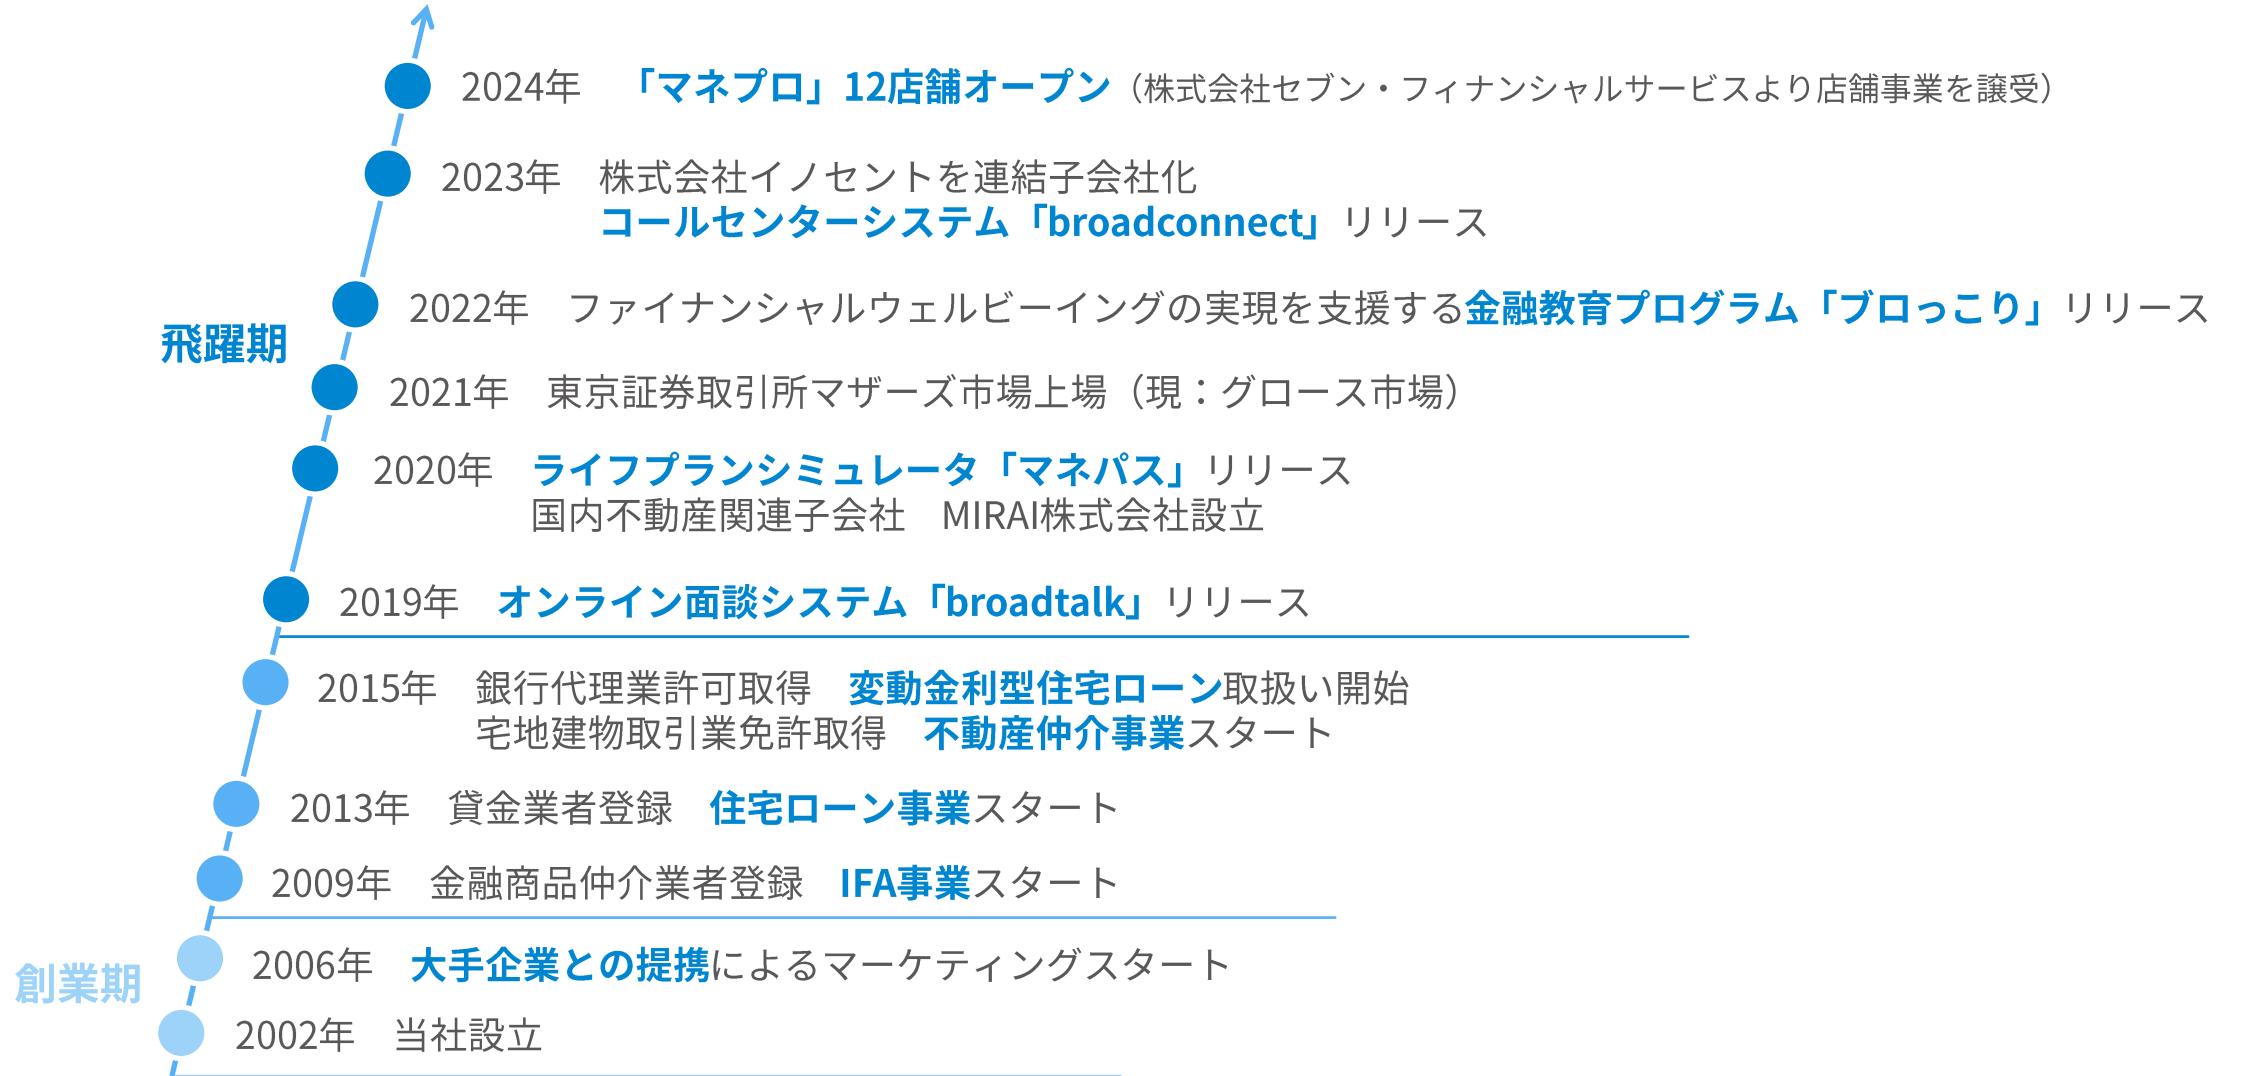 2024年　「マネプロ」12店舗オープン（株式会社セブン・フィナンシャルサービスより店舗事業を譲受）
2023年　株式会社イノセントを連結子会社化
コールセンターシステム「broadconnect」リリース
2022年　ファイナンシャルウェルビーイングの実現を支援する金融教育プログラム「ブロっこり」リリース
飛躍期
2021年　東京証券取引所マザーズ市場上場（現：グロース市場）
2020年　ライフプランシミュレータ「マネパス」リリース
国内不動産関連子会社　MIRAI株式会社設立
2019年　オンライン面談システム「broadtalk」リリース
2015年　銀行代理業許可取得　変動金利型住宅ローン取扱い開始
宅地建物取引業免許取得　不動産仲介事業スタート
2013年　貸金業者登録　住宅ローン事業スタート
2009年　金融商品仲介業者登録　IFA事業スタート
2006年　大手企業との提携によるマーケティングスタート
創業期
2002年　当社設立